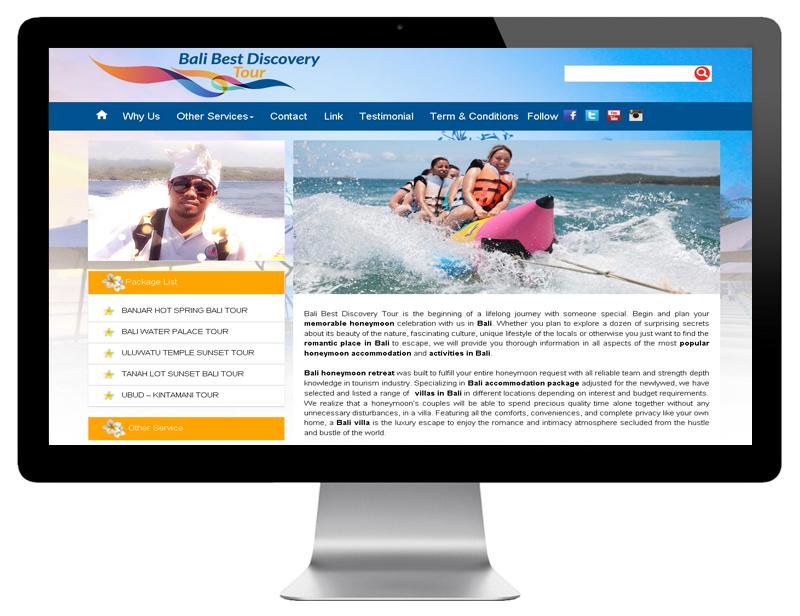 Bali Best Discovery
Tour
Why Us Other Services Contact Link Testimonial Term & Conditions Follow
Package List
BANJAR HOT SPRING BALI TOUR
BALI WATER PALACE TOUR
ULUWATU TEMPLE SUNSET TOUR
TANAH LOT SUNSET BALI TOUR
UBUD – KINTAMANI TOUR
Other Service
Bali Best Discovery Tour is the beginning of a lifelong journey with someone special. Begin and plan your
memorable honeymoon celebration with us in Bali. Whether you plan to explore a dozen of surprising secrets
about its beauty of the nature, fascinating culture, unique lifestyle of the locals or otherwise you just want to find the
romantic place in Bali to escape, we will provide you thorough information in all aspects of the most popular
honeymoon accommodation and activities in Bali.
Bali honeymoon retreat was built to fulfill your entire honeymoon request with all reliable team and strength depth
knowledge in tourism industry. Specializing in Bali accommodation package adjusted for the newlywed, we have
selected and listed a range of villas in Bali in different locations depending on interest and budget requirements.
We realize that a honeymoon's couples will be able to spend precious quality time alone together without any
unnecessary disturbances, in a villa. Featuring all the comforts, conveniences, and complete privacy like your own
home, a Bali villa is the luxury escape to enjoy the romance and intimacy atmosphere secluded from the hustle
and bustle of the world.